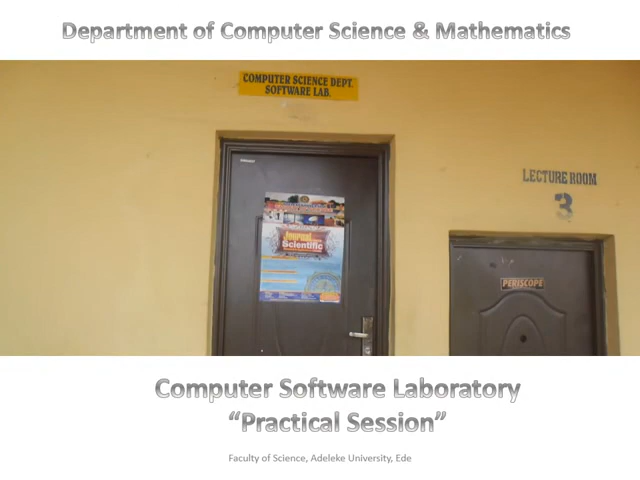 Department of Computer Science & Mathematics
COMPUTER SCIENCE DEPT.
SOFTWARE LAB.
LECTURE ROOM
3
Journal
Scientific
PERISCOPE
Computer Software Laboratory
“Practical Session”
Faculty of Science, Adeleke University, Ede